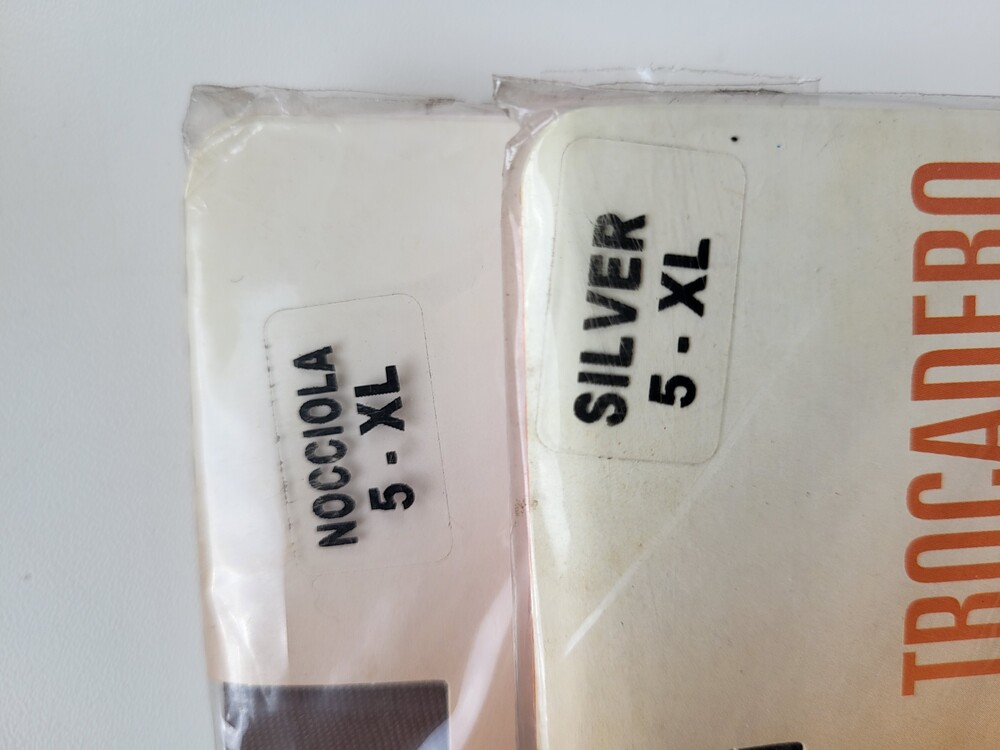 NOCCIOLA
5 - XL
SILVER
5 - XL
TROCADERO